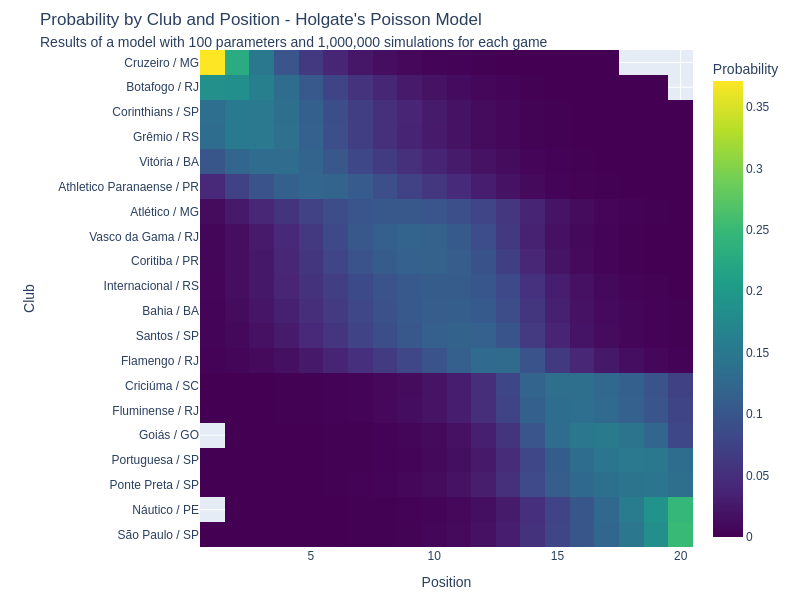 Probability by Club and Position - Holgate's Poisson Model
Results of a model with 100 parameters and 1,000,000 simulations for each game
Probability
Club
Cruzeiro / MG
Botafogo / RJ
Corinthians / SP
Grêmio / RS
Vitória / BA
Athletico Paranaense / PR
Atlético / MG
Vasco da Gama / RJ
Coritiba / PR
Internacional / RS
Bahia / BA
Santos / SP
Flamengo / RJ
Criciúma / SC
Fluminense / RJ
Goiás / GO
Portuguesa / SP
Ponte Preta / SP
Náutico / PE
São Paulo / SP
0.35
0.3
0.25
0.2
0.15
0.1
0.05
0
5 10 15 20
Position